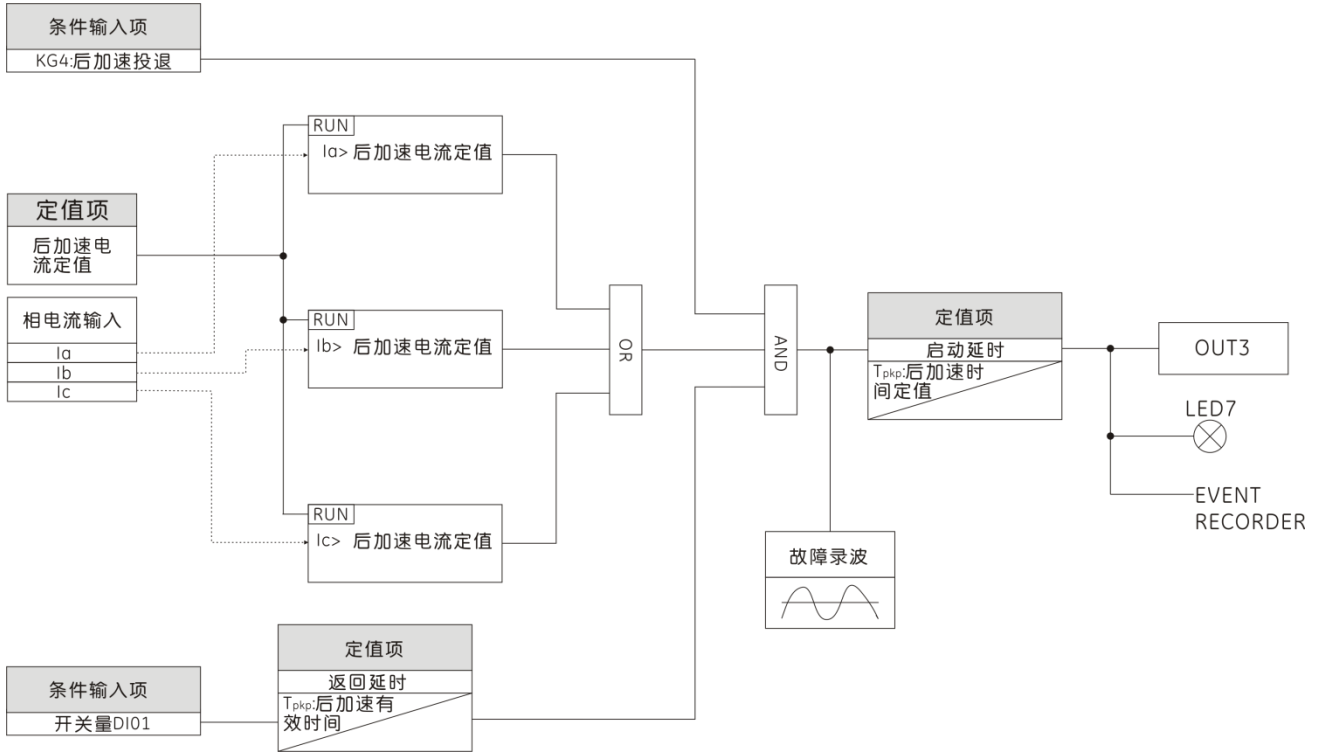 条件输入项
KG4:后加速投退
RUN
Ia> 后加速电流定值
定值项
后加速电
流定值
相电流输入
Ia
Ib
Ic
RUN
Ib> 后加速电流定值
RUN
Ic> 后加速电流定值
OR
AND
定值项
启动延时
Tpkp:后加速时
间定值
OUT3
LED7
EVENT
RECORDER
故障录波
条件输入项
开关量DI01
定值项
返回延时
Tpkp:后加速有
效时间